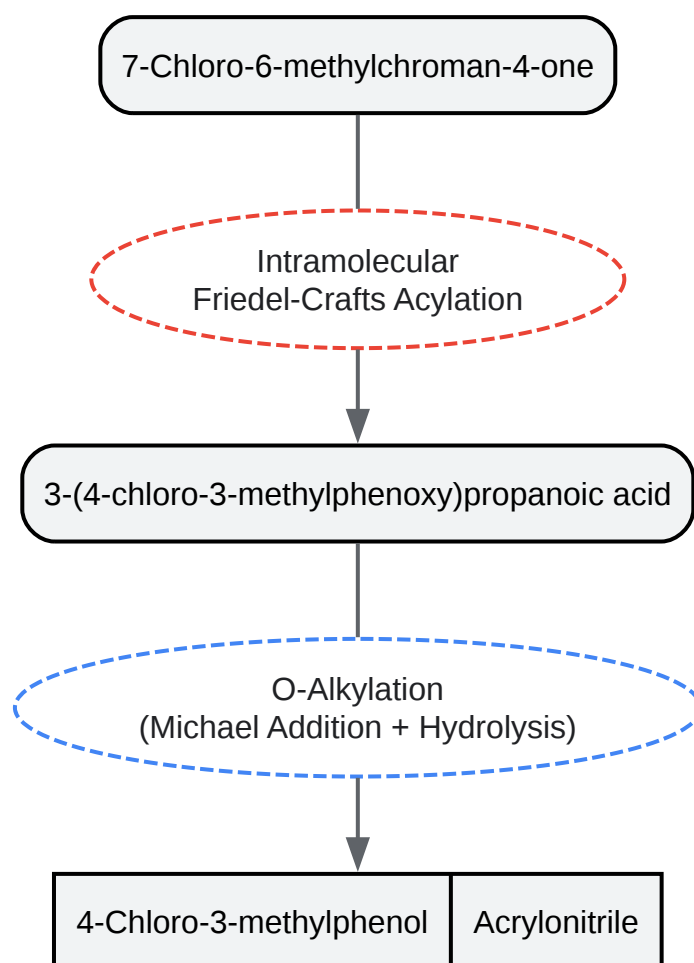 7-Chloro-6-methylchroman-4-one
Intramolecular
Friedel-Crafts Acylation
3-(4-chloro-3-methylphenoxy)propanoic acid
O-Alkylation
(Michael Addition + Hydrolysis)
4-Chloro-3-methylphenol
Acrylonitrile